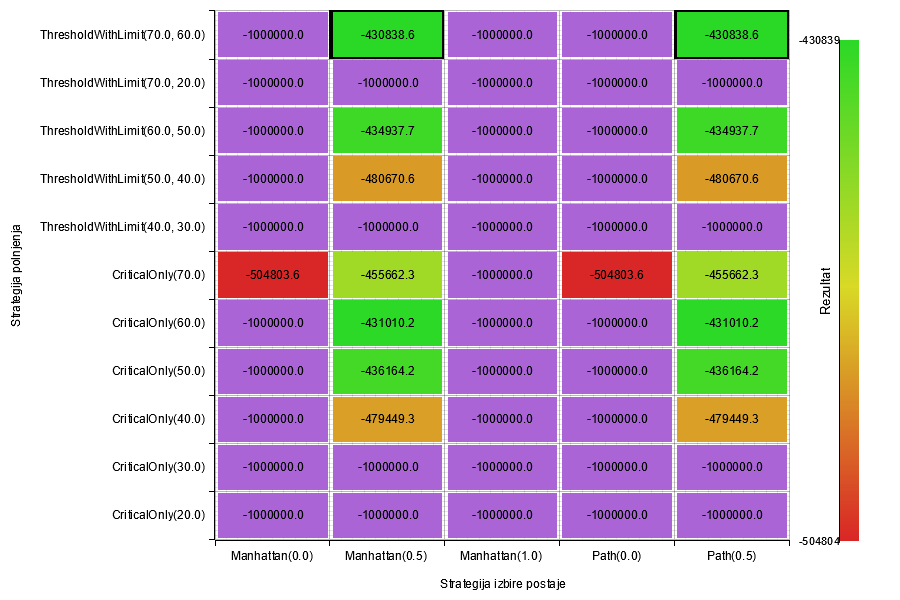 ThresholdWithLimit(70.0, 60.0) -1000000.0 -430838.6 -1000000.0 -1000000.0 -430838.6
ThresholdWithLimit(70.0, 20.0) -1000000.0 -1000000.0 -1000000.0 -1000000.0 -1000000.0
ThresholdWithLimit(60.0, 50.0) -1000000.0 -434937.7 -1000000.0 -1000000.0 -434937.7
ThresholdWithLimit(50.0, 40.0) -1000000.0 -480670.6 -1000000.0 -1000000.0 -480670.6
ThresholdWithLimit(40.0, 30.0) -1000000.0 -1000000.0 -1000000.0 -1000000.0 -1000000.0
CriticalOnly(70.0) -504803.6 -455662.3 -1000000.0 -504803.6 -455662.3
CriticalOnly(60.0) -1000000.0 -431010.2 -1000000.0 -1000000.0 -431010.2
CriticalOnly(50.0) -1000000.0 -436164.2 -1000000.0 -1000000.0 -436164.2
CriticalOnly(40.0) -1000000.0 -479449.3 -1000000.0 -1000000.0 -479449.3
CriticalOnly(30.0) -1000000.0 -1000000.0 -1000000.0 -1000000.0 -1000000.0
CriticalOnly(20.0) -1000000.0 -1000000.0 -1000000.0 -1000000.0 -1000000.0
Manhattan(0.0) Manhattan(0.5) Manhattan(1.0) Path(0.0) Path(0.5)
Strategija izbire postaje
Strategija polnjenja
-430839
Rezultat
-504804